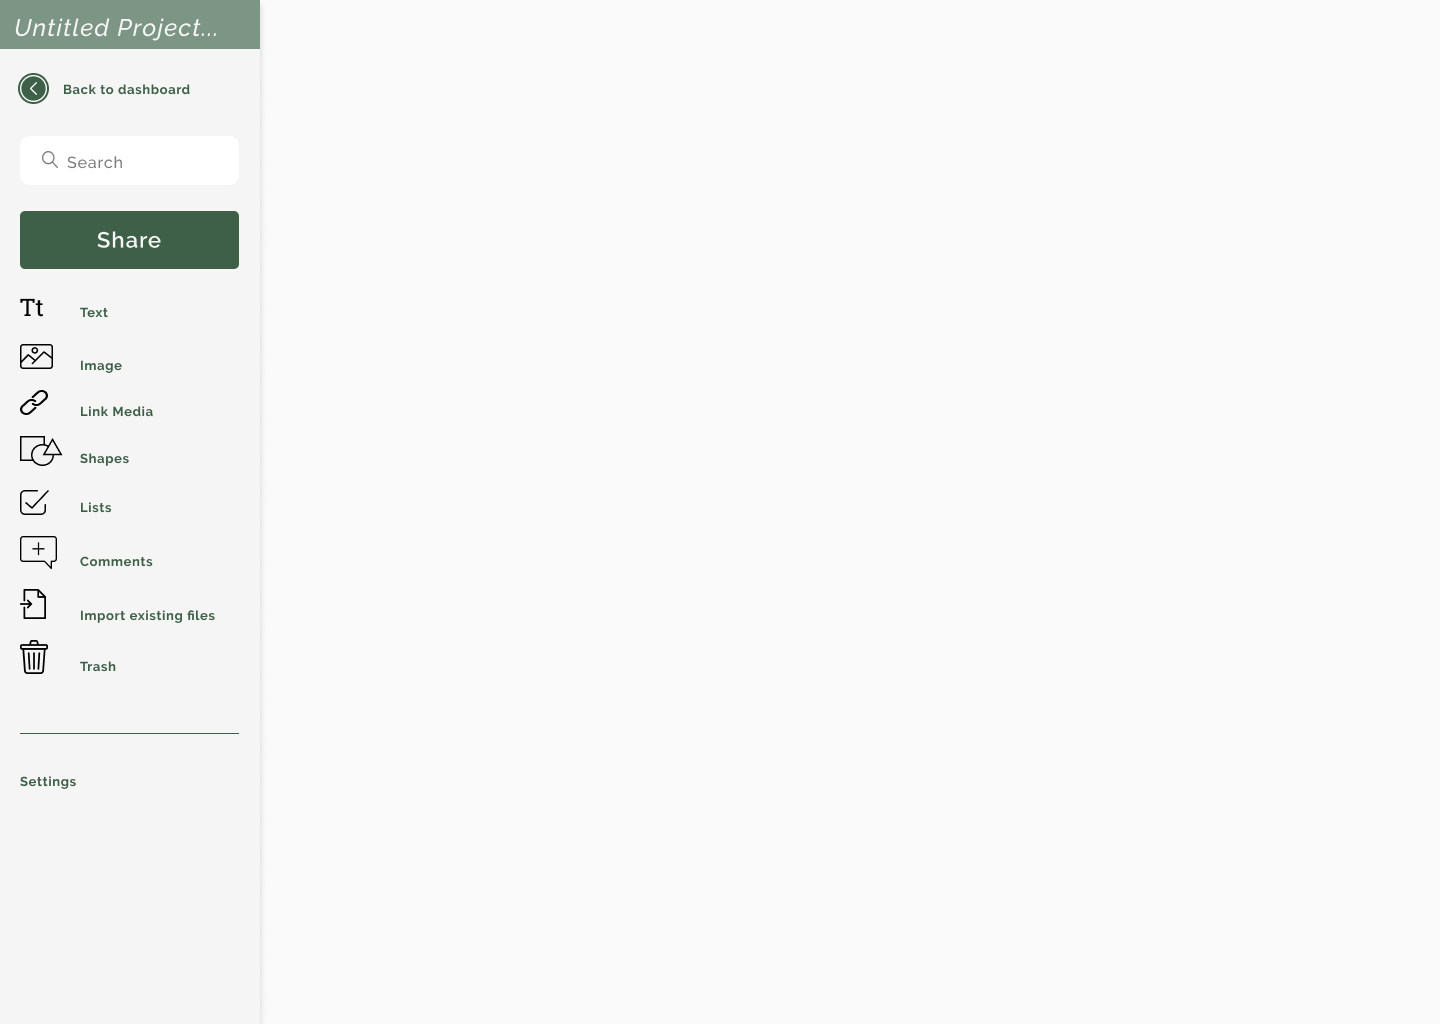 Untitled Project...
Back to dashboard
Search
Share
Tt Text
Image
Link Media
Shapes
Lists
Comments
Import existing files
Trash
Settings